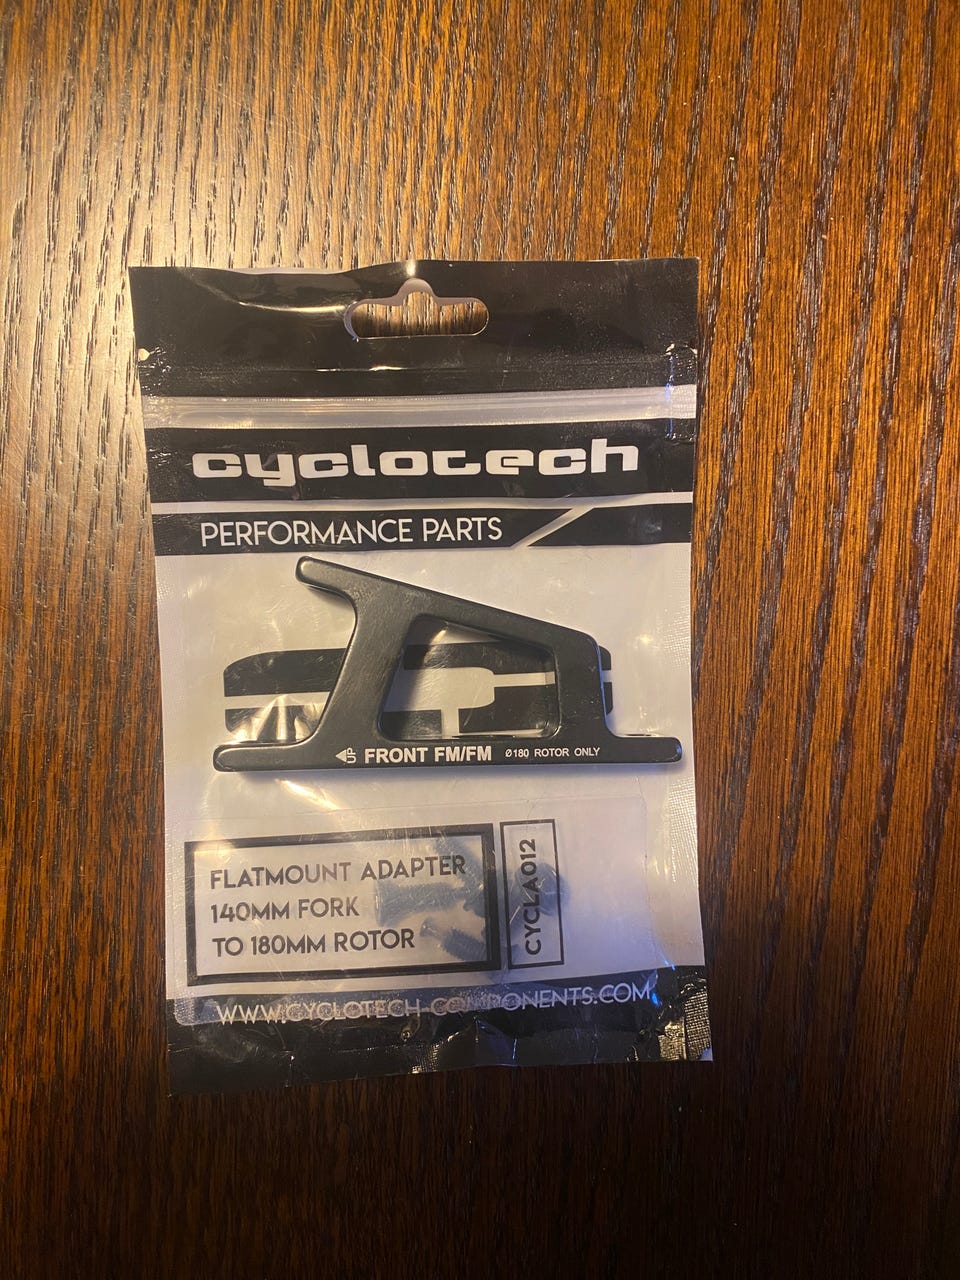 cyclotech
PERFORMANCE PARTS
UP FRONT FM/FM Ø180 ROTOR ONLY
FLATMOUNT ADAPTER
140MM FORK
TO 180MM ROTOR
CYCLA012
WWW.CYCLOTECH-COMPONENTS.COM